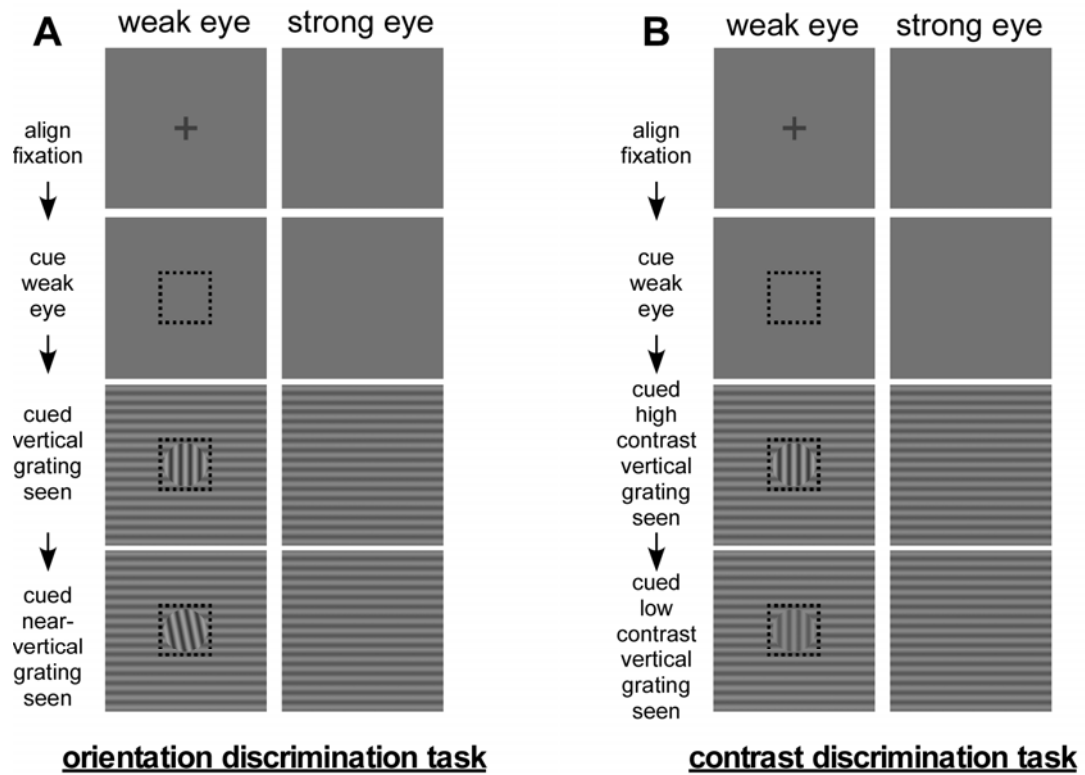 A
weak eye
strong eye
align
fixation
cue
weak
eye
cued
vertical
grating
seen
cued
near-
vertical
grating
seen
orientation discrimination task
B
weak eye
strong eye
align
fixation
cue
weak
eye
cued
high
contrast
vertical
grating
seen
cued
low
contrast
vertical
grating
seen
contrast discrimination task